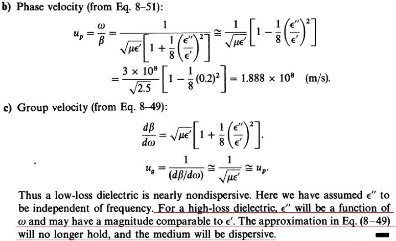 b) Phase velocity (from Eq. 8–51):
u_p = ω/β = 1/(√με′ [1 + 1/8 (ε″/ε′)²]) ≅ 1/√με′ [1 − 1/8 (ε″/ε′)²]
= 3 × 10⁸/√2.5 [1 − 1/8 (0.2)²] = 1.888 × 10⁸ (m/s).
c) Group velocity (from Eq. 8–49):
dβ/dω = √με′ [1 + 1/8 (ε″/ε′)²].
u_g = 1/(dβ/dω) ≅ 1/√με′ ≅ u_p.
Thus a low-loss dielectric is nearly nondispersive. Here we have assumed ε″ to
be independent of frequency. For a high-loss dielectric, ε″ will be a function of
ω and may have a magnitude comparable to ε′. The approximation in Eq. (8–49)
will no longer hold, and the medium will be dispersive.